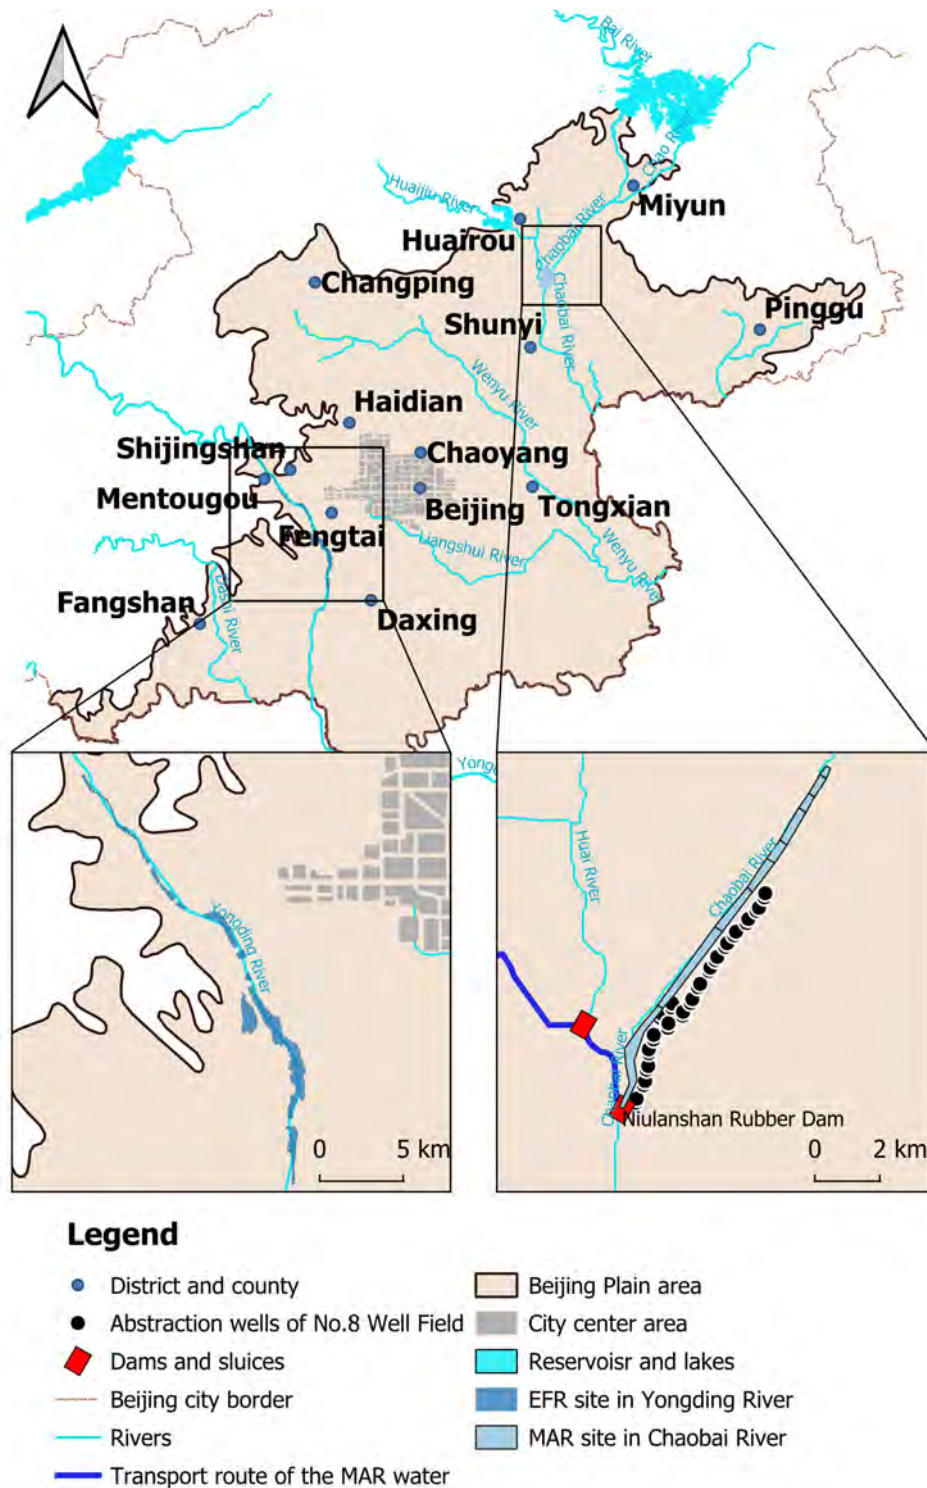 Bai River
Chao R
Huaijiu River
Miyun
Huairou
Chaobai River
Changping
Chaobai River
Pinggu
Shunyi
Wenyu River
Haidian
Shijingshan
Chaoyang
Mentougou
Beijing
Tongxian
Fengtai
Liangshui River
Wenyu River
Dashi River
Fangshan
Daxing
Yong
Huai River
Chaobai River
Yongding River
Chaobai River
Niulanshan Rubber Dam
0 5 km
0 2 km
Legend
District and county
Abstraction wells of No.8 Well Field
Dams and sluices
Beijing city border
Rivers
Transport route of the MAR water
Beijing Plain area
City center area
Reservoisr and lakes
EFR site in Yongding River
MAR site in Chaobai River